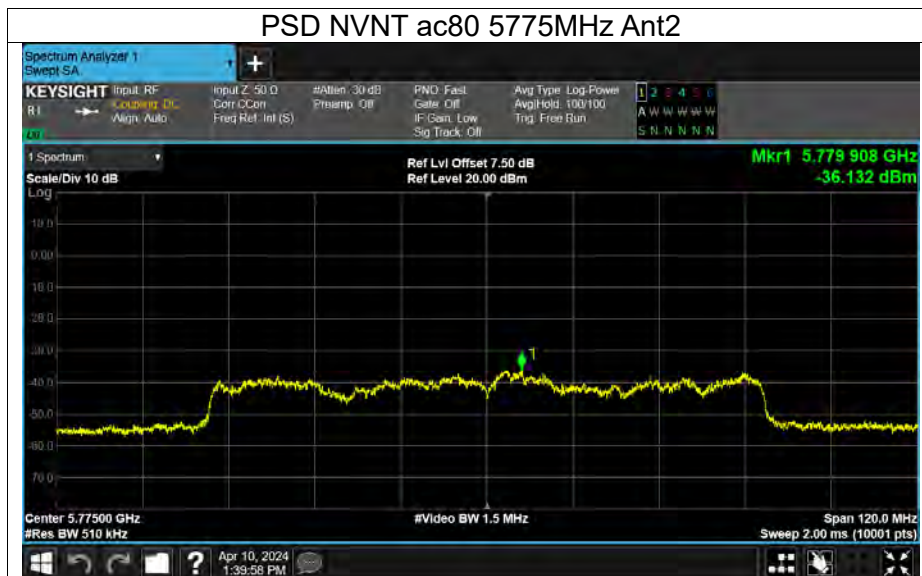 PSD NVNT ac80 5775MHz Ant2
Spectrum Analyzer 1
Swept SA
+
KEYSIGHT
RL
Input: RF
Coupling: DC
Align: Auto
Input Z: 50 Ω
Corr CCorr
Freq Ref: Int (S)
#Atten: 30 dB
Preamp: Off
PNO: Fast
Gate: Off
IF Gain: Low
Sig Track: Off
Avg Type: Log-Power
Avg|Hold: 100/100
Trig: Free Run
1 2 3 4 5 6
A W W W W W
S N N N N N
1 Spectrum
Scale/Div 10 dB
Log
Ref Lvl Offset 7.50 dB
Ref Level 20.00 dBm
Mkr1 5.779 908 GHz
-36.132 dBm
10.0
0.00
-10.0
-20.0
-30.0
-40.0
-50.0
-60.0
-70.0
1
Center 5.77500 GHz
#Res BW 510 kHz
#Video BW 1.5 MHz
Span 120.0 MHz
Sweep 2.00 ms (10001 pts)
?
Apr 10, 2024
1:39:58 PM